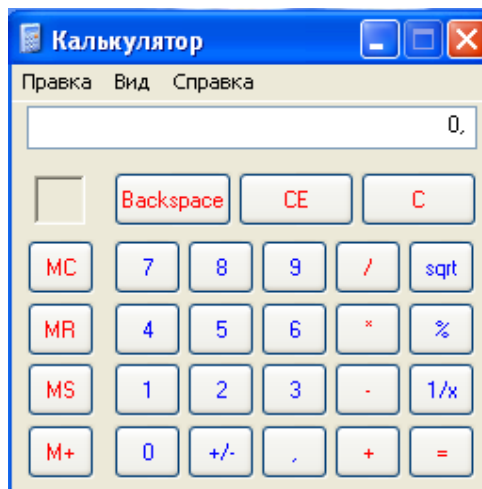 Калькулятор
Правка Вид Справка
0,
Backspace CE C
MC 7 8 9 / sqrt
MR 4 5 6 * %
MS 1 2 3 - 1/x
M+ 0 +/- , + =